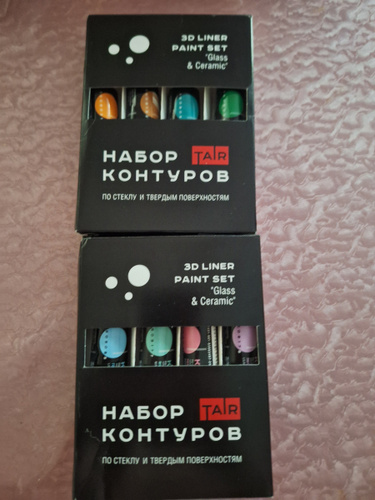 3D LINER
PAINT SET
"Glass
& Ceramic"
НАБОР TAIR
КОНТУРОВ
ПО СТЕКЛУ И ТВЕРДЫМ ПОВЕРХНОСТЯМ
3D LINER
PAINT SET
"Glass
& Ceramic"
НАБОР TAIR
КОНТУРОВ
ПО СТЕКЛУ И ТВЕРДЫМ ПОВЕРХНОСТЯМ